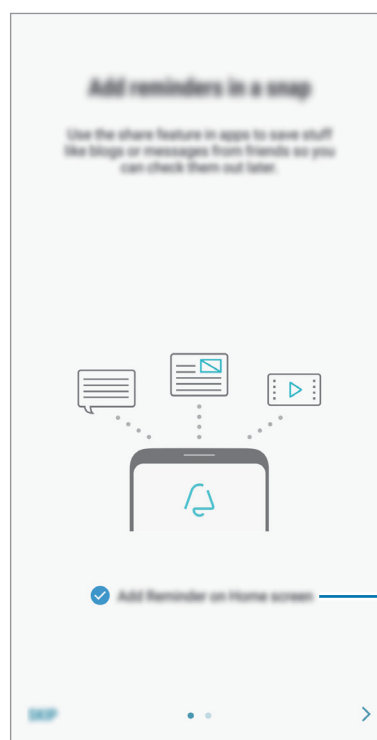 Add reminders in a snap
Use the share feature in apps to save stuff
like blogs or messages from friends so you
can check them out later.
Add Reminder on Home screen
SKIP